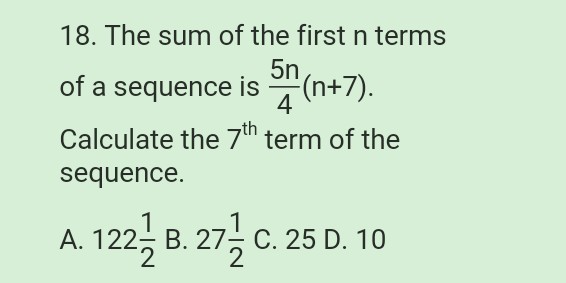 18. The sum of the first n terms
of a sequence is 5n/4(n+7).
Calculate the 7th term of the
sequence.
A. 122 1/2 B. 27 1/2 C. 25 D. 10